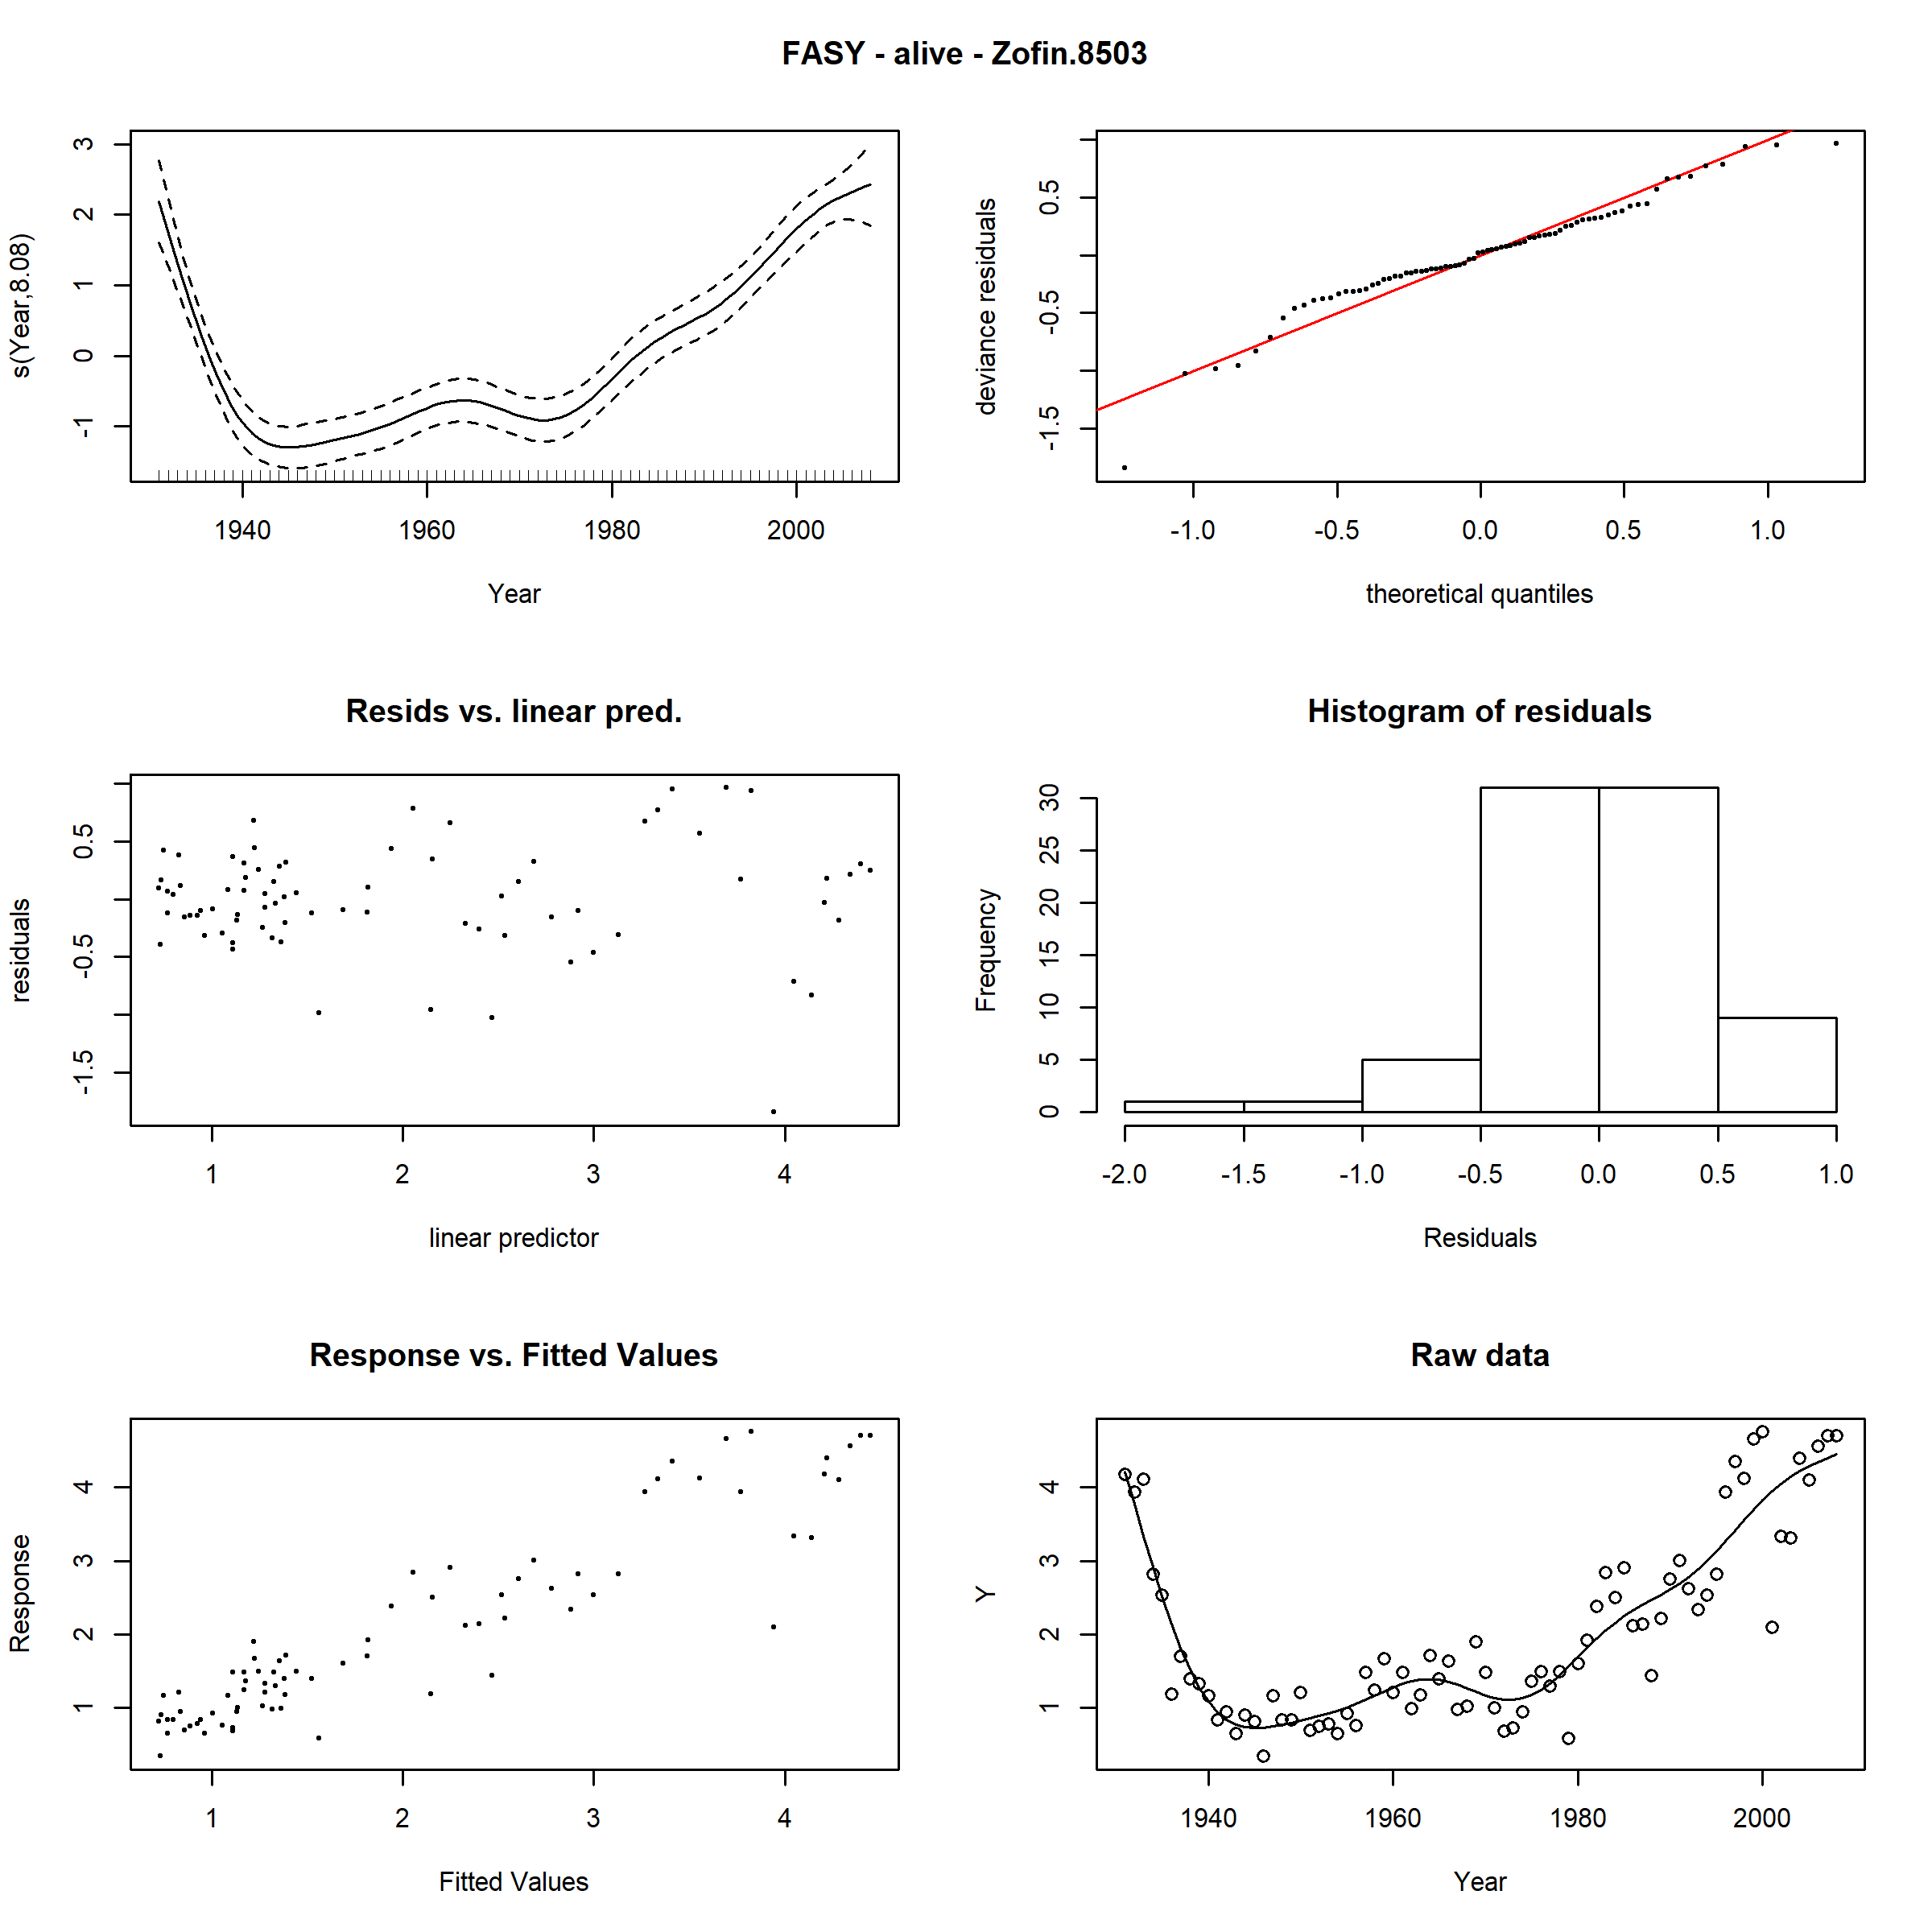 FASY - alive - Zofin.8503
s(Year,8.08)
3
2
1
0
-1
1940 1960 1980 2000
Year
deviance residuals
0.5
-0.5
-1.5
-1.0 -0.5 0.0 0.5 1.0
theoretical quantiles
Resids vs. linear pred.
residuals
0.5
-0.5
-1.5
1 2 3 4
linear predictor
Histogram of residuals
Frequency
30
25
20
15
10
5
0
-2.0 -1.5 -1.0 -0.5 0.0 0.5 1.0
Residuals
Response vs. Fitted Values
Response
4
3
2
1
1 2 3 4
Fitted Values
Raw data
Y
4
3
2
1
1940 1960 1980 2000
Year